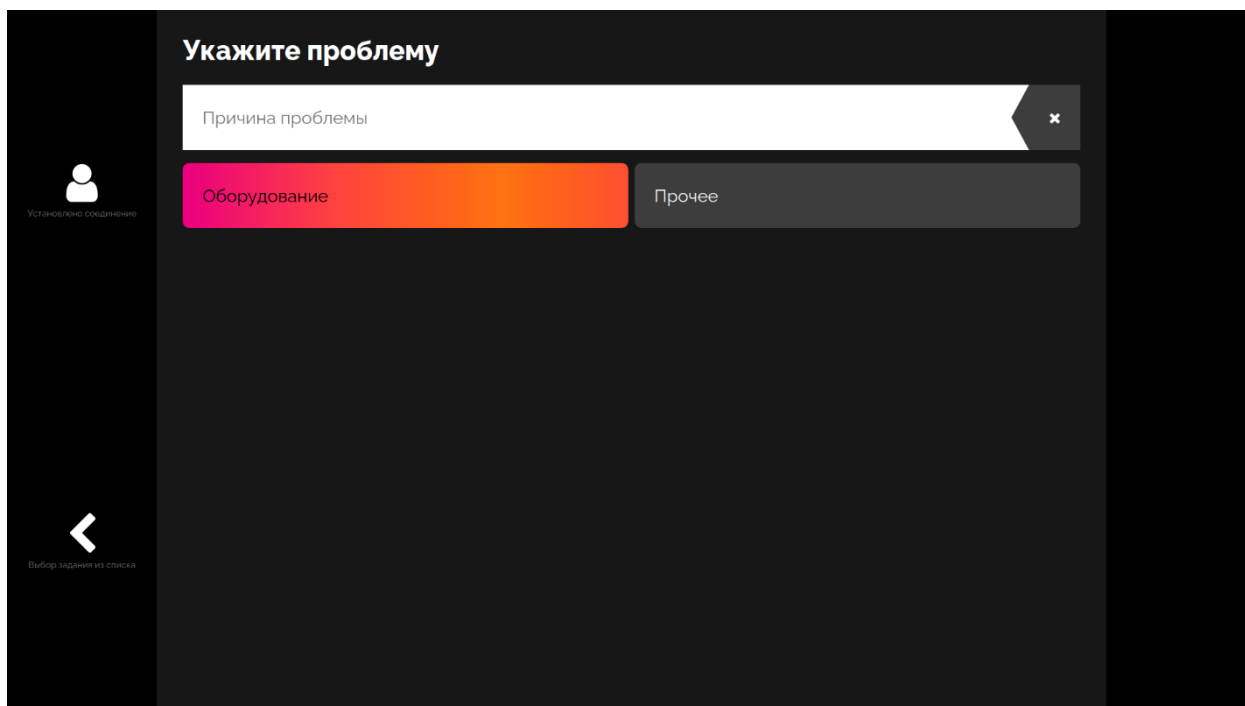 Укажите проблему
Причина проблемы
Оборудование
Прочее
Установлено соединение
Выбор задания из списка